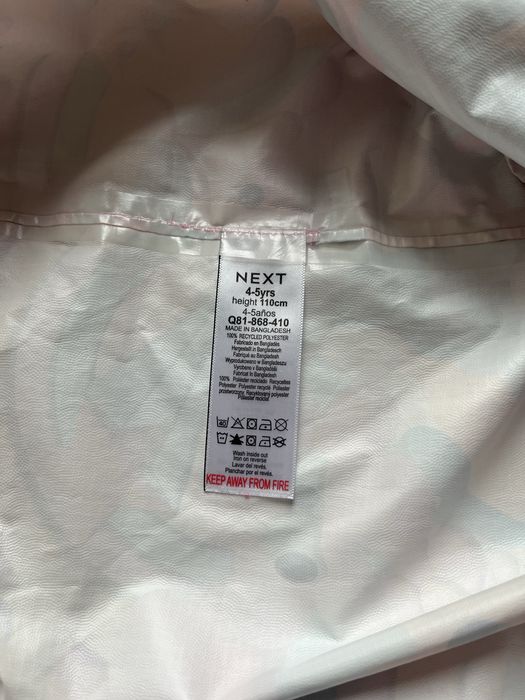 NEXT
4-5yrs
height 110cm
4-5años
Q81-868-410
MADE IN BANGLADESH
100% RECYCLED POLYESTER
Fabricado en Bangladés
Hergestellt in Bangladesch
Fabriqué au Bangladesh
Wyprodukowano w Bangladeszu
Vyrobeno v Bangladéši
Fabricat în Bangladesh
100% Poliéster reciclado Recyceltes
Polyester Polyester recyclé Poliester
przetworzony Recyklovaný polyester
Poliester reciclat
40
Wash inside out
Iron on reverse
Lavar del revés.
Planchar por el revés.
KEEP AWAY FROM FIRE